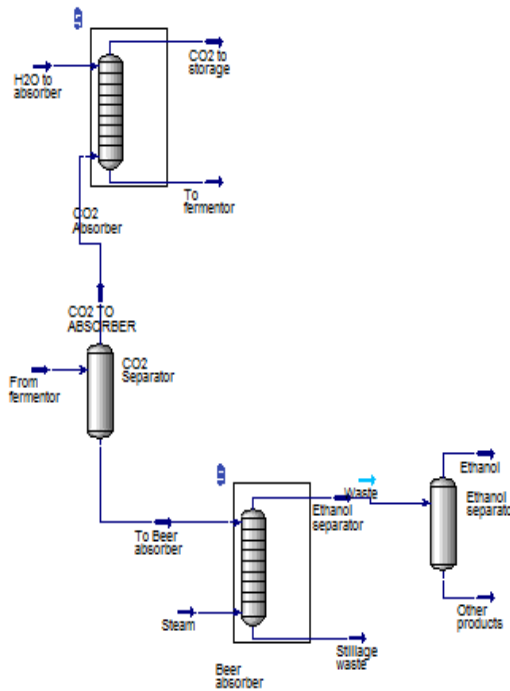 CO2 to
storage
H2O to
absorber
To
fermentor
CO2
Absorber
CO2 TO
ABSORBER
CO2
Separator
From
fermentor
Ethanol
Waste
Ethanol
separator
Ethanol
separator
To Beer
absorber
Steam
Other
products
Stillage
waste
Beer
absorber